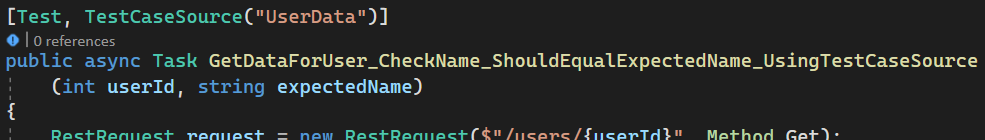 [Test, TestCaseSource("UserData")]
0 references
public async Task GetDataForUser_CheckName_ShouldEqualExpectedName_UsingTestCaseSource
(int userId, string expectedName)
{
RestRequest request = new RestRequest($"/users/{userId}", Method.Get);